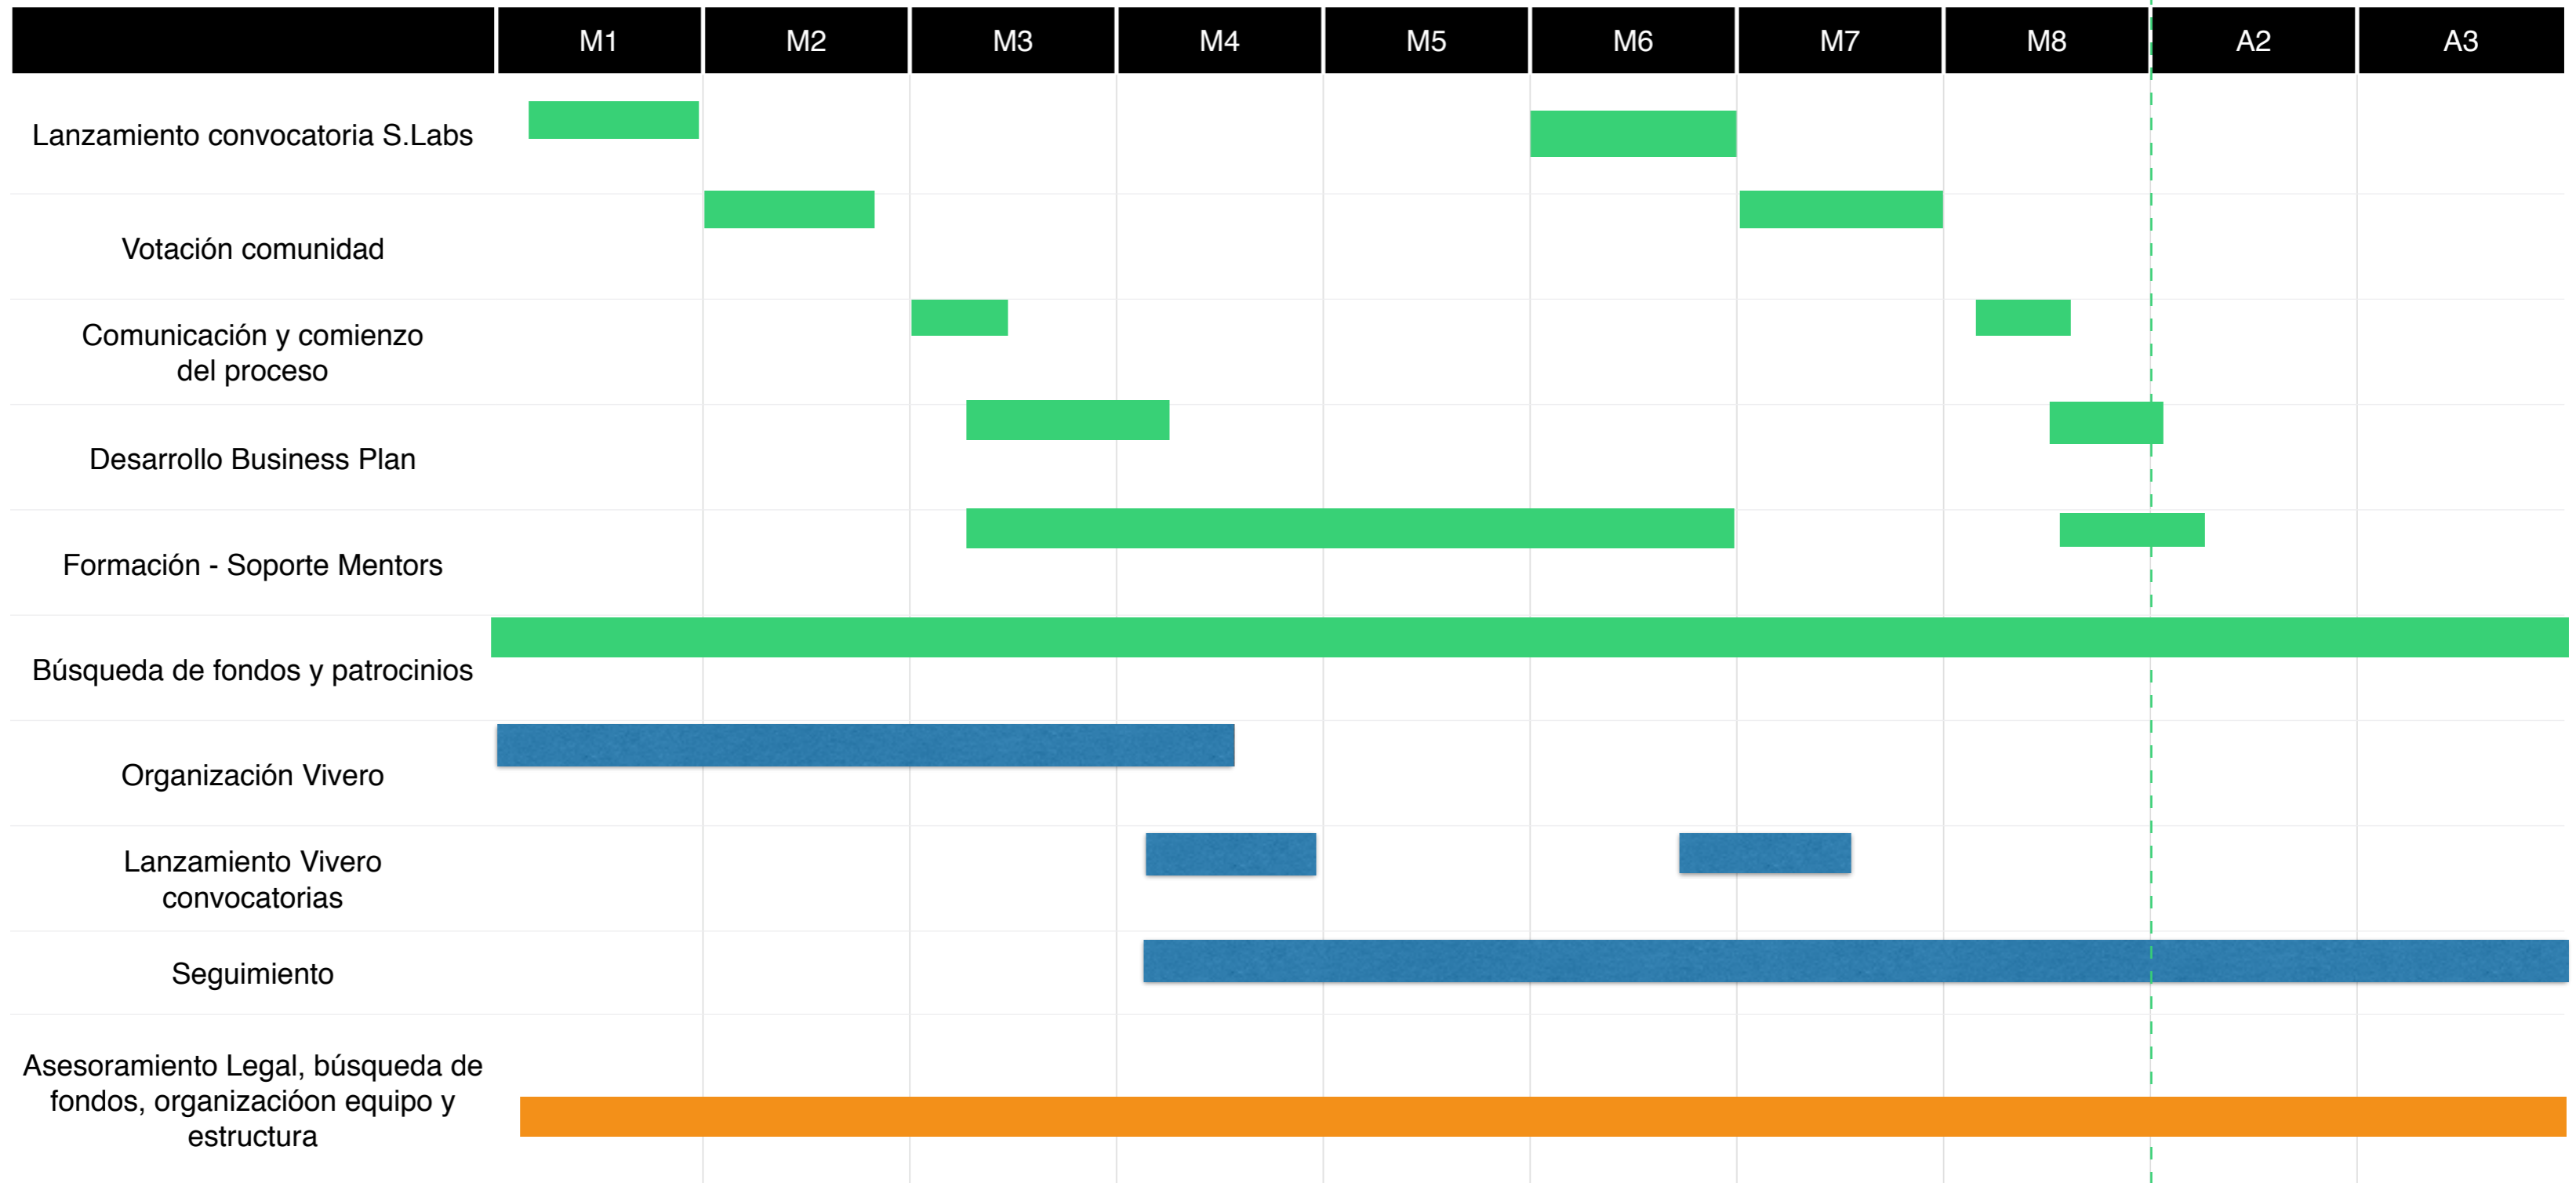 M1 M2 M3 M4 M5 M6 M7 M8 A2 A3
Lanzamiento convocatoria S.Labs
Votación comunidad
Comunicación y comienzo
del proceso
Desarrollo Business Plan
Formación - Soporte Mentors
Búsqueda de fondos y patrocinios
Organización Vivero
Lanzamiento Vivero
convocatorias
Seguimiento
Asesoramiento Legal, búsqueda de
fondos, organizacióon equipo y
estructura